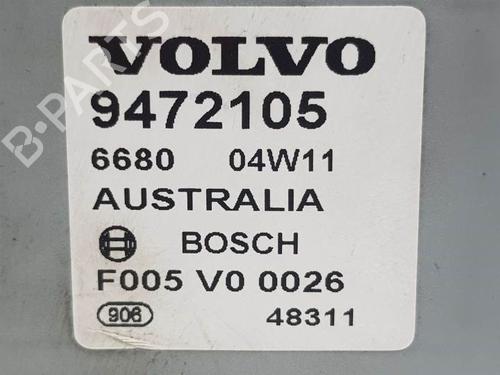 VOLVO
9472105
6680 04W11
AUSTRALIA
BOSCH
F005 V0 0026
906 48311
B-PARTS